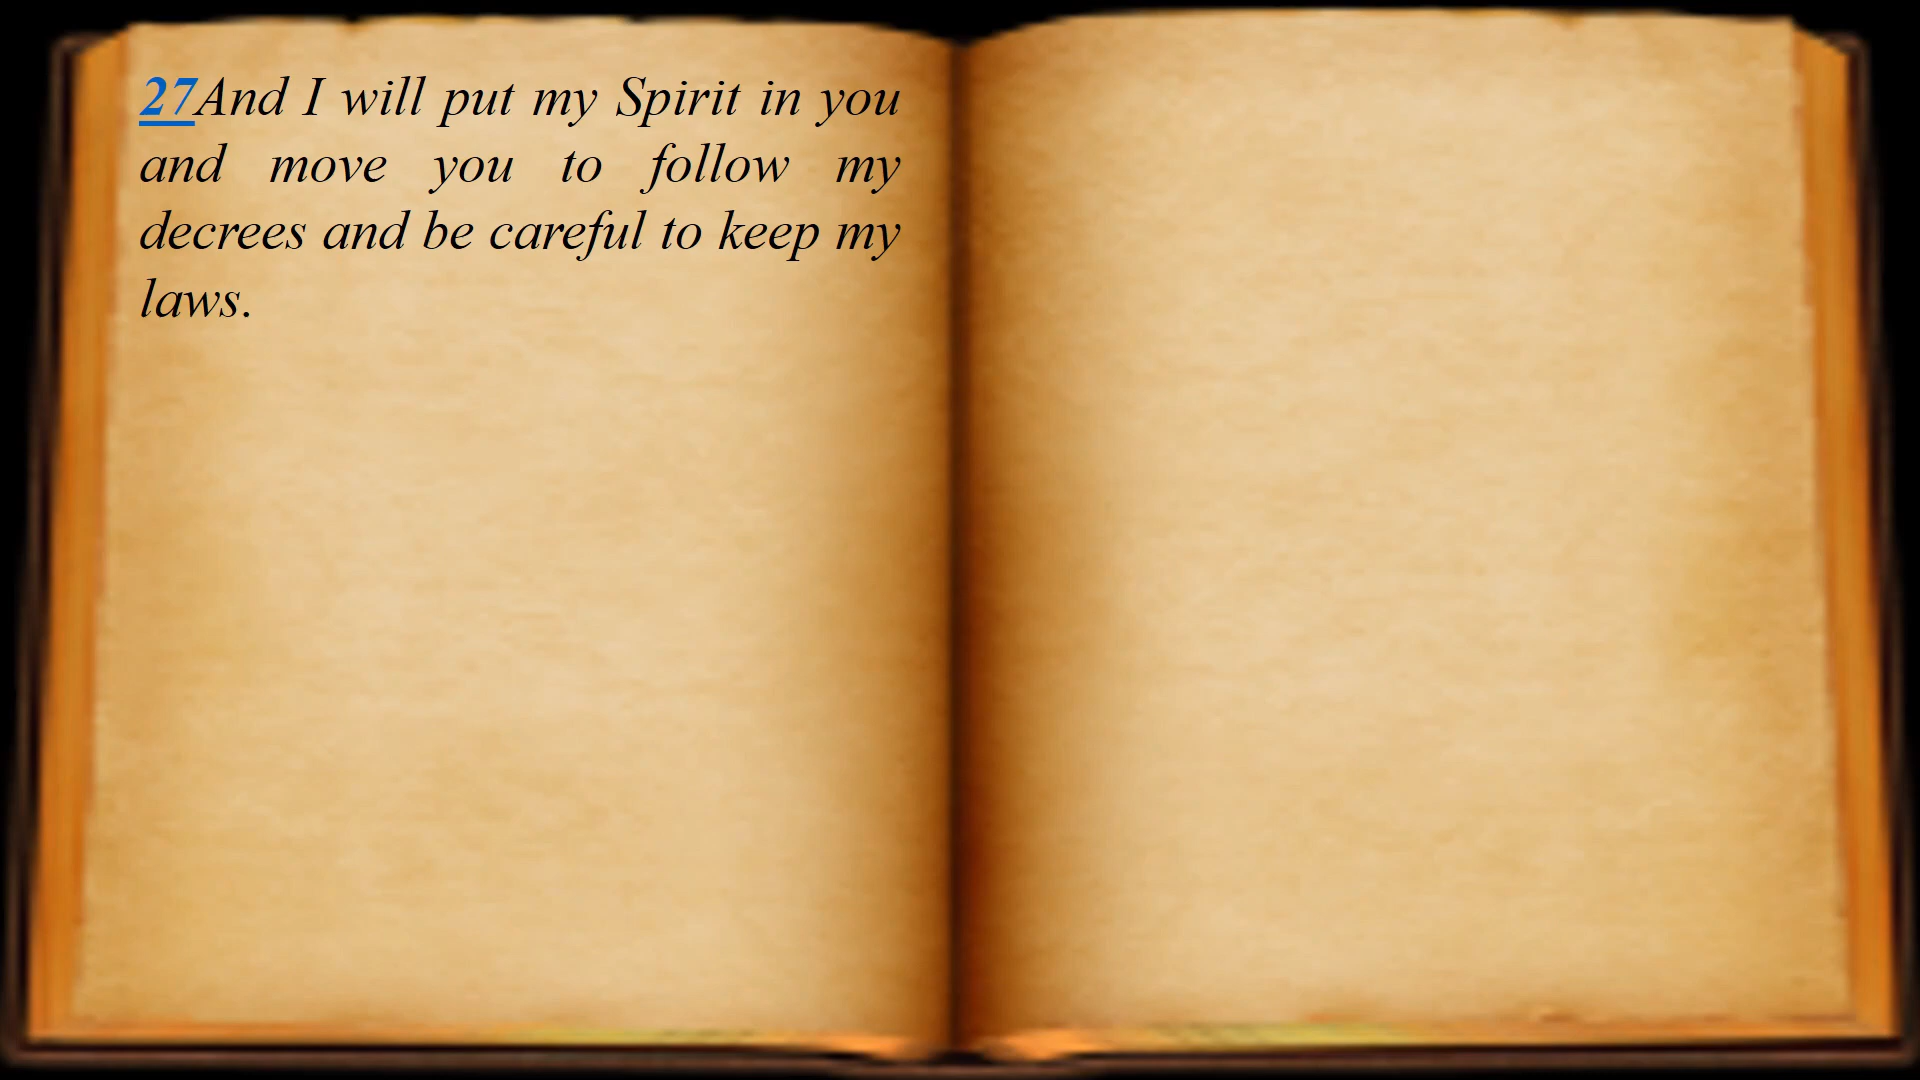 27And I will put my Spirit in you
and move you to follow my
decrees and be careful to keep my
laws.